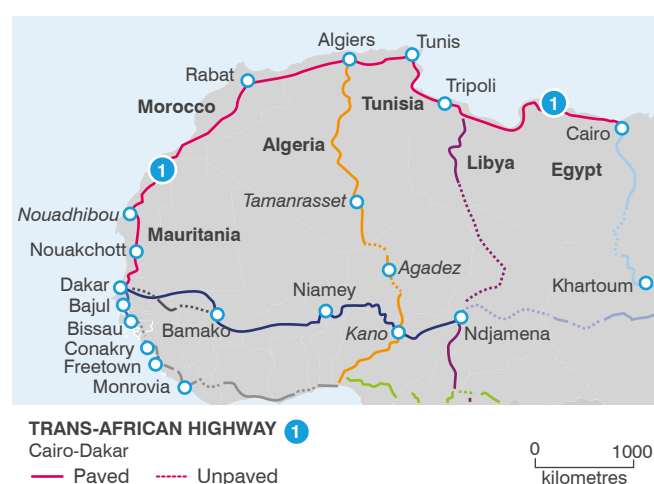 Algiers
Tunis
Rabat
Tripoli
Morocco
Tunisia
1
Cairo
Algeria
Libya
Egypt
1
Tamanrasset
Nouadhibou
Mauritania
Nouakchott
Agadez
Dakar
Niamey
Khartoum
Bajul
Bissau
Bamako
Kano
Ndjamena
Conakry
Freetown
Monrovia
TRANS-AFRICAN HIGHWAY 1
Cairo-Dakar
Paved Unpaved
0 1000
kilometres